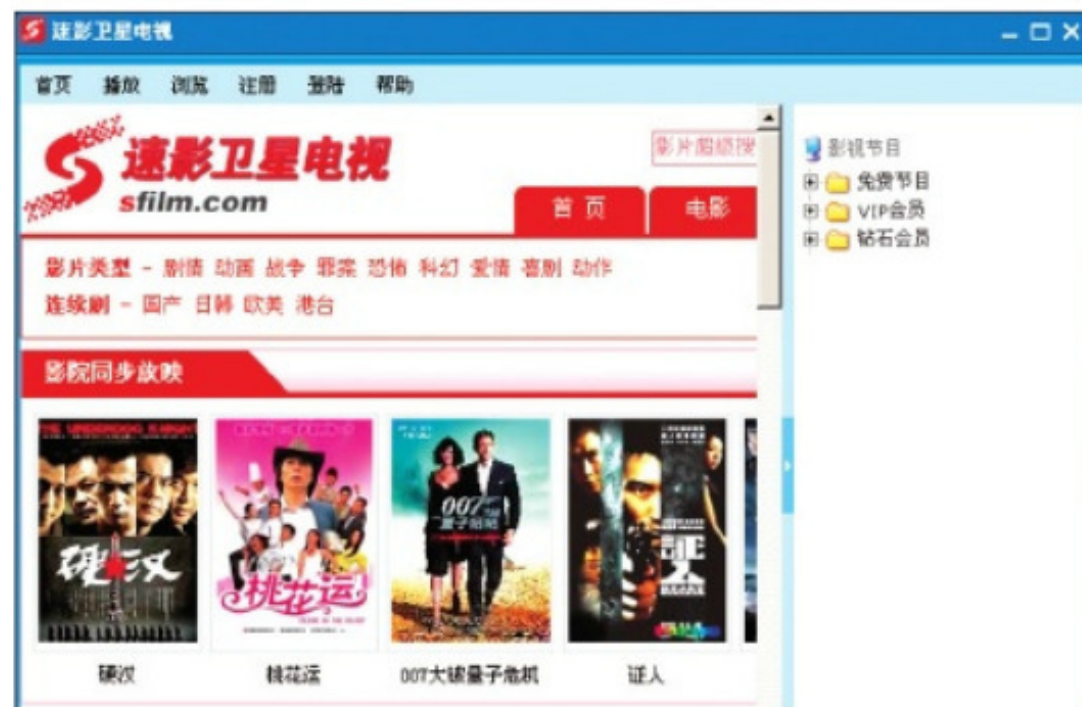 速影卫星电视
首页 播放 浏览 注册 登陆 帮助
速影卫星电视
sfilm.com
影片超级搜
首页 电影
影片类型 - 剧情 动画 战争 罪案 恐怖 科幻 爱情 喜剧 动作
连续剧 - 国产 日韩 欧美 港台
影院同步放映
THE UNDERDOG KNIGHT
硬汉
桃花运
007
证人
硬汉 桃花运 007大破量子危机 证人
影视节目
免费节目
VIP会员
钻石会员